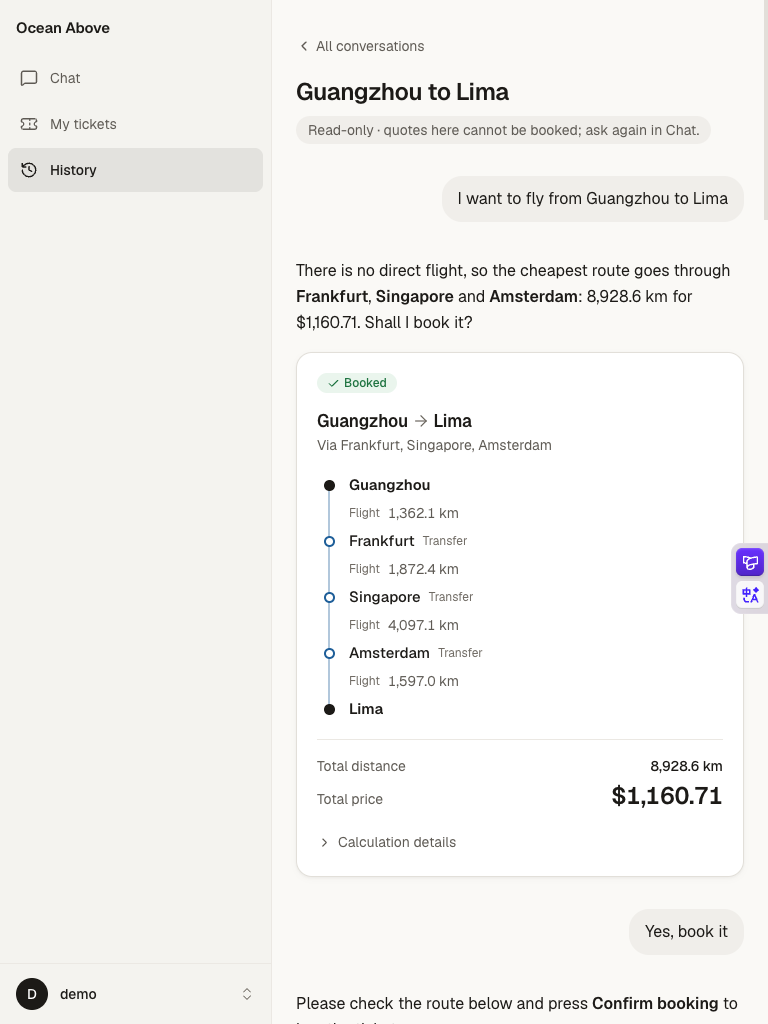 Ocean Above
Chat
My tickets
History
All conversations
Guangzhou to Lima
Read-only · quotes here cannot be booked; ask again in Chat.
I want to fly from Guangzhou to Lima
There is no direct flight, so the cheapest route goes through
Frankfurt, Singapore and Amsterdam: 8,928.6 km for
$1,160.71. Shall I book it?
Booked
Guangzhou → Lima
Via Frankfurt, Singapore, Amsterdam
Guangzhou
Flight 1,362.1 km
Frankfurt Transfer
Flight 1,872.4 km
Singapore Transfer
Flight 4,097.1 km
Amsterdam Transfer
Flight 1,597.0 km
Lima
Total distance 8,928.6 km
Total price $1,160.71
Calculation details
Yes, book it
Please check the route below and press Confirm booking to
D demo